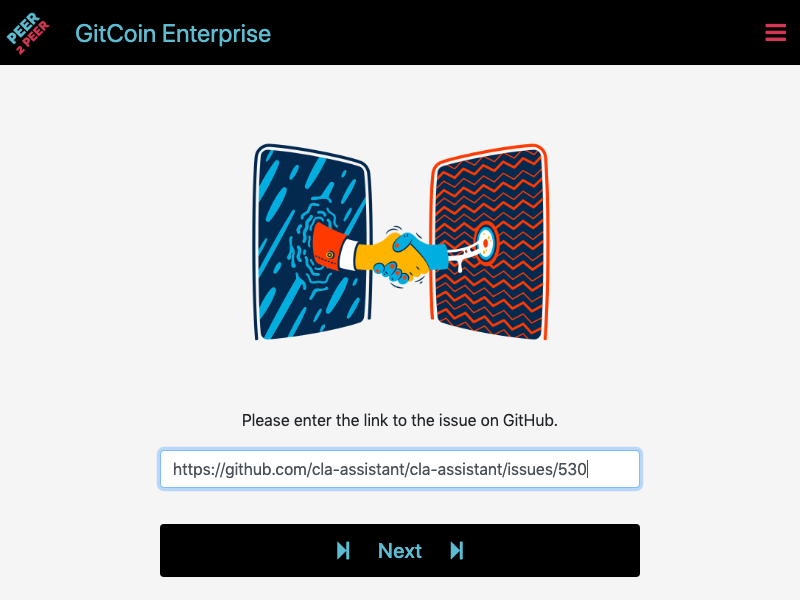 PEER
2 PEER
GitCoin Enterprise
Please enter the link to the issue on GitHub.
https://github.com/cla-assistant/cla-assistant/issues/530
Next